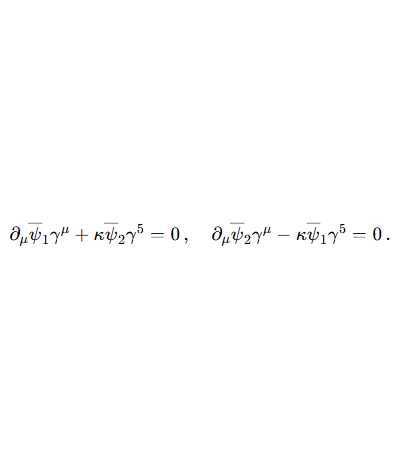 ∂_μ ψ̅_1 γ^μ + κ ψ̅_2 γ^5 = 0 , ∂_μ ψ̅_2 γ^μ − κ ψ̅_1 γ^5 = 0 .